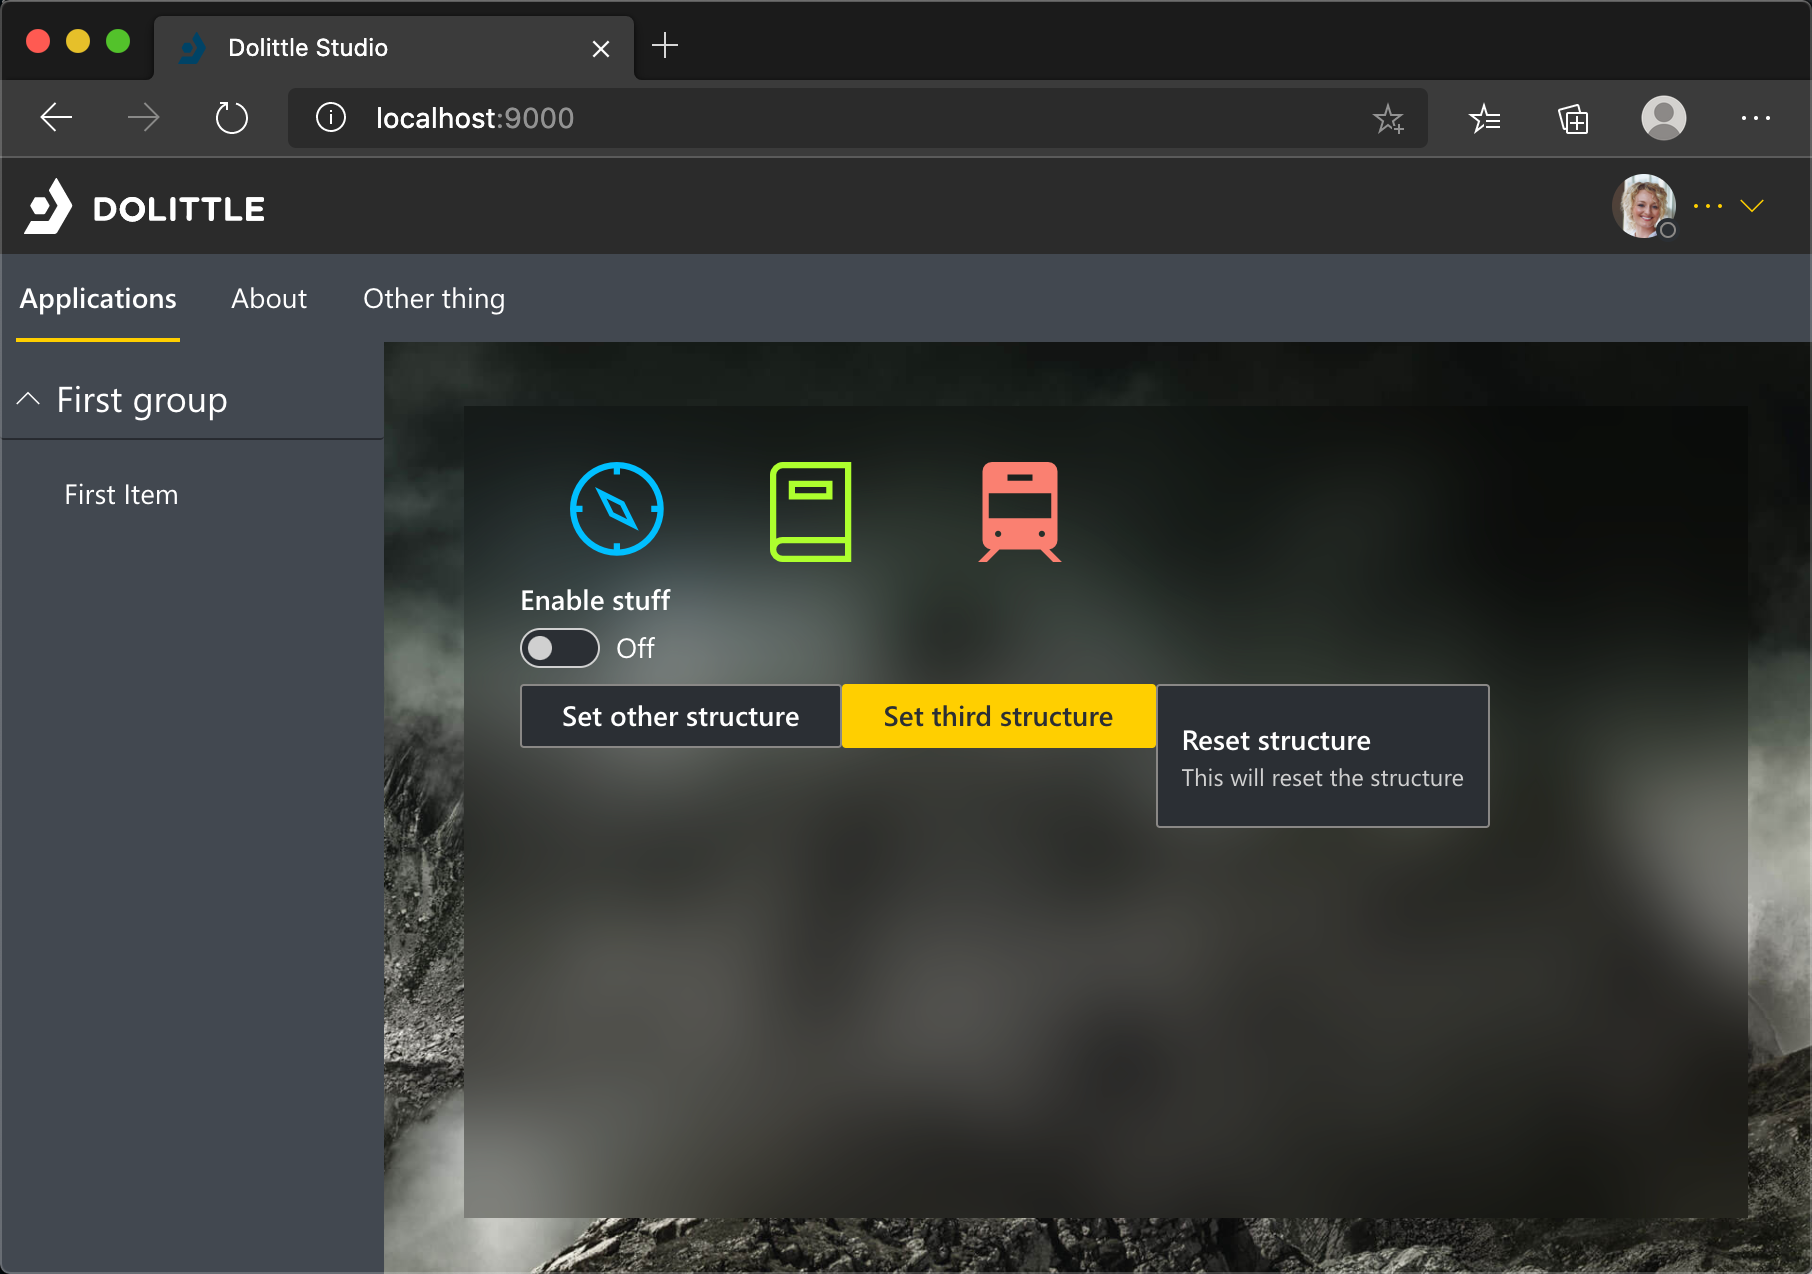 Dolittle Studio
localhost:9000
DOLITTLE
Applications About Other thing
First group
First Item
Enable stuff
Off
Set other structure Set third structure
Reset structure
This will reset the structure